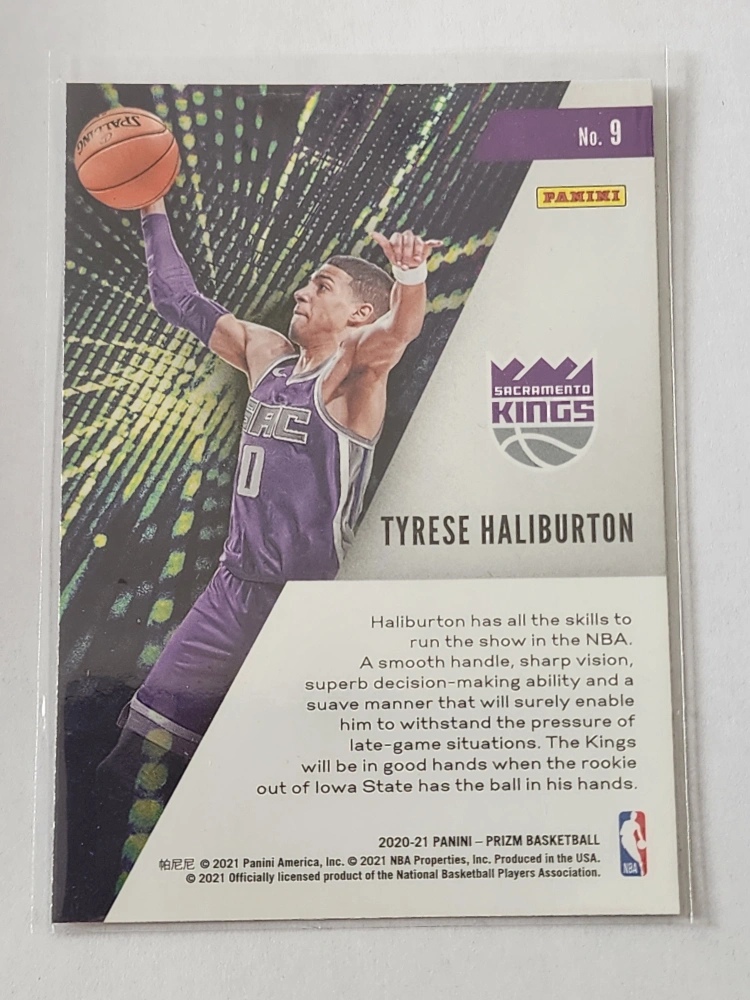 No. 9
PANINI
SPALDING
SACRAMENTO
KINGS
SAC
0
TYRESE HALIBURTON
Haliburton has all the skills to
run the show in the NBA.
A smooth handle, sharp vision,
superb decision-making ability and a
suave manner that will surely enable
him to withstand the pressure of
late-game situations. The Kings
will be in good hands when the rookie
out of Iowa State has the ball in his hands.
2020-21 PANINI – PRIZM BASKETBALL
帕尼尼 © 2021 Panini America, Inc. © 2021 NBA Properties, Inc. Produced in the USA.
© 2021 Officially licensed product of the National Basketball Players Association.
NBA